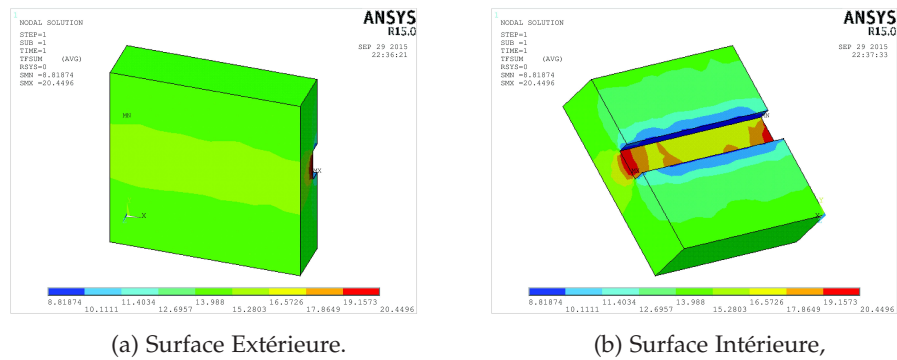 1
NODAL SOLUTION
STEP=1
SUB =1
TIME=1
TFSUM (AVG)
RSYS=0
SMN =8.81874
SMX =20.4496
ANSYS
R15.0
SEP 29 2015
22:36:21
MN
MX
X
8.81874 11.4034 13.988 16.5726 19.1573
10.1111 12.6957 15.2803 17.8649 20.4496
(a) Surface Extérieure.
1
NODAL SOLUTION
STEP=1
SUB =1
TIME=1
TFSUM (AVG)
RSYS=0
SMN =8.81874
SMX =20.4496
ANSYS
R15.0
SEP 29 2015
22:37:33
MN
X
8.81874 11.4034 13.988 16.5726 19.1573
10.1111 12.6957 15.2803 17.8649 20.4496
(b) Surface Intérieure,